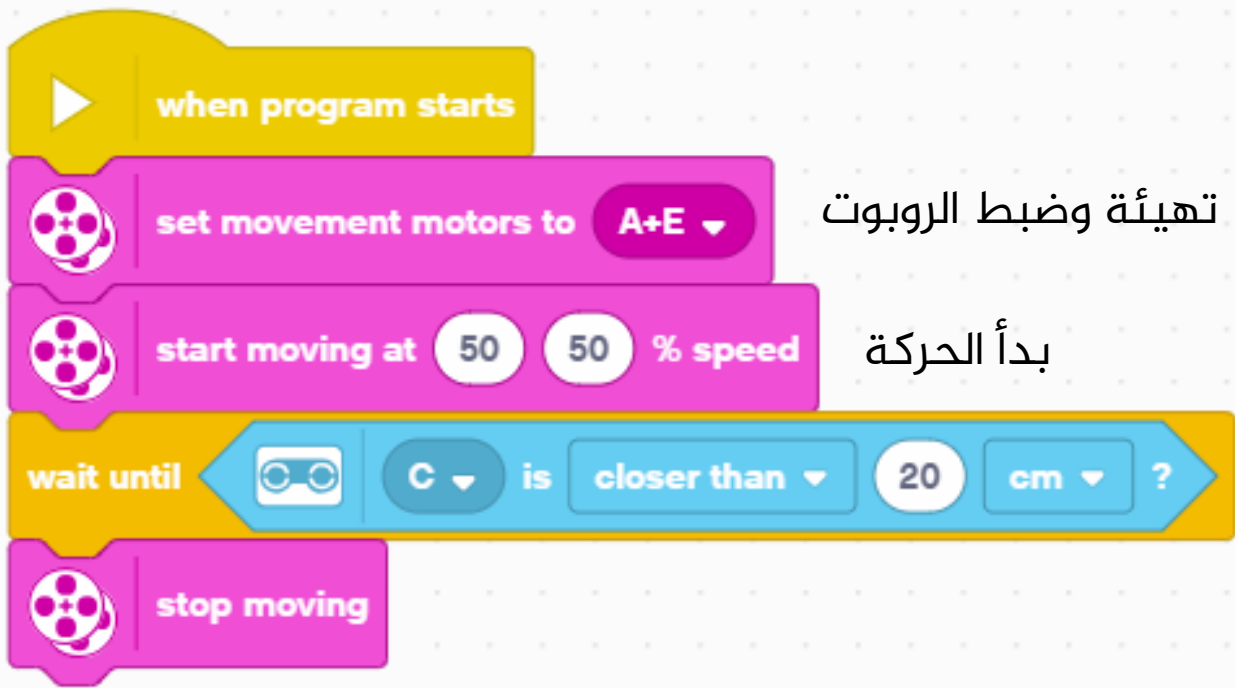 when program starts
set movement motors to A+E
تهيئة وضبط الروبوت
start moving at 50 50 % speed
بدأ الحركة
wait until C is closer than 20 cm ?
stop moving